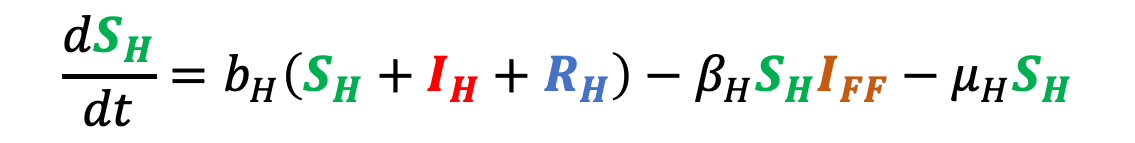 dS_H/dt = b_H(S_H + I_H + R_H) − β_H S_H I_FF − μ_H S_H